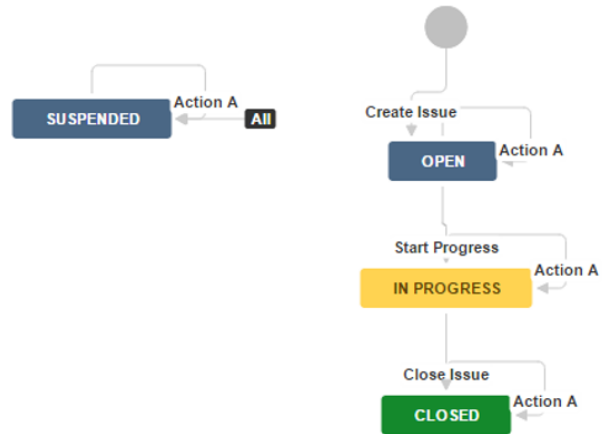 Action A
SUSPENDED
All
Create Issue
OPEN
Action A
Start Progress
IN PROGRESS
Action A
Close Issue
CLOSED
Action A